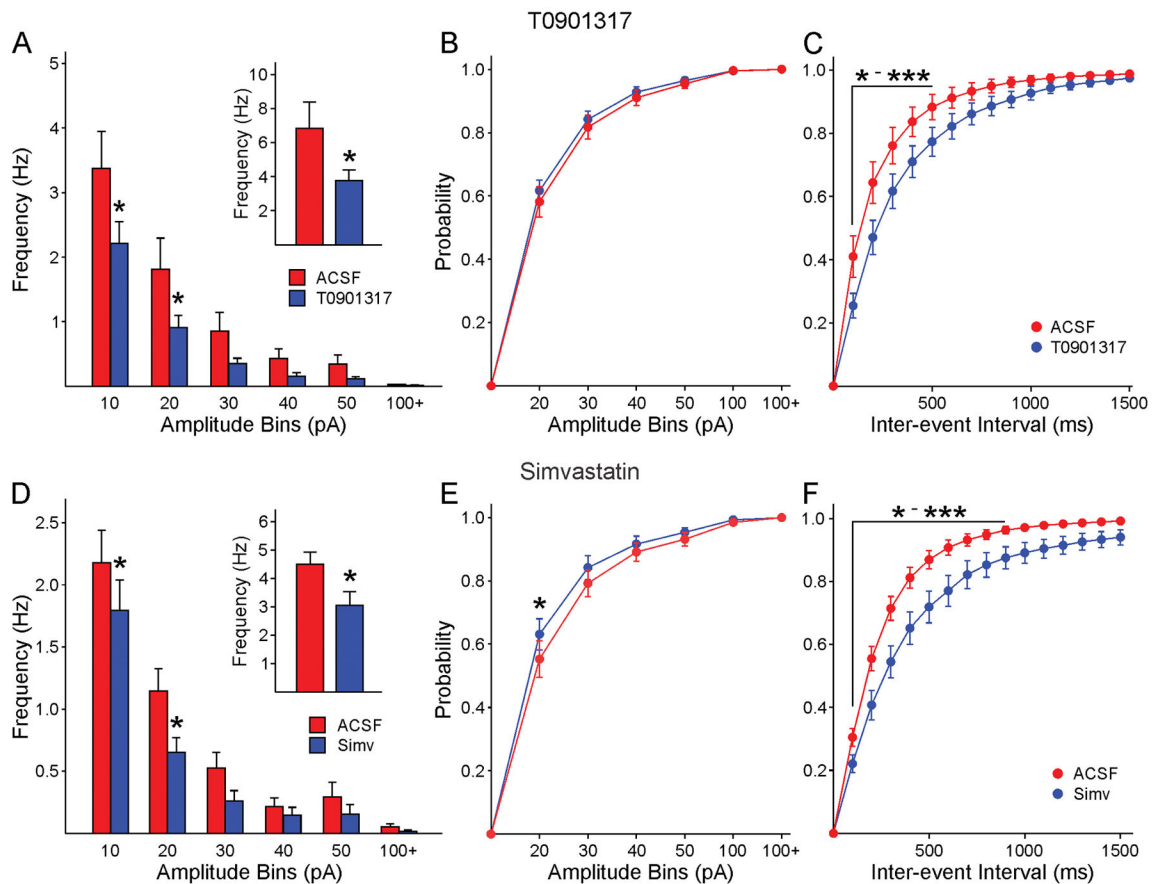 T0901317
A
5
4
3
2
1
Frequency (Hz)
10
20
30
40
50
100+
Amplitude Bins (pA)
*
*
10
8
6
4
2
Frequency (Hz)
*
ACSF
T0901317
B
1.0
0.8
0.6
0.4
0.2
Probability
20
30
40
50
100
100+
Amplitude Bins (pA)
C
1.0
0.8
0.6
0.4
0.2
* - ***
ACSF
T0901317
500
1000
1500
Inter-event Interval (ms)
Simvastatin
D
2.5
2.0
1.5
1.0
0.5
Frequency (Hz)
10
20
30
40
50
100+
Amplitude Bins (pA)
*
*
6
5
4
3
2
1
Frequency (Hz)
*
ACSF
Simv
E
1.0
0.8
0.6
0.4
0.2
Probability
*
20
30
40
50
100
100+
Amplitude Bins (pA)
F
1.0
0.8
0.6
0.4
0.2
* - ***
ACSF
Simv
500
1000
1500
Inter-event Interval (ms)